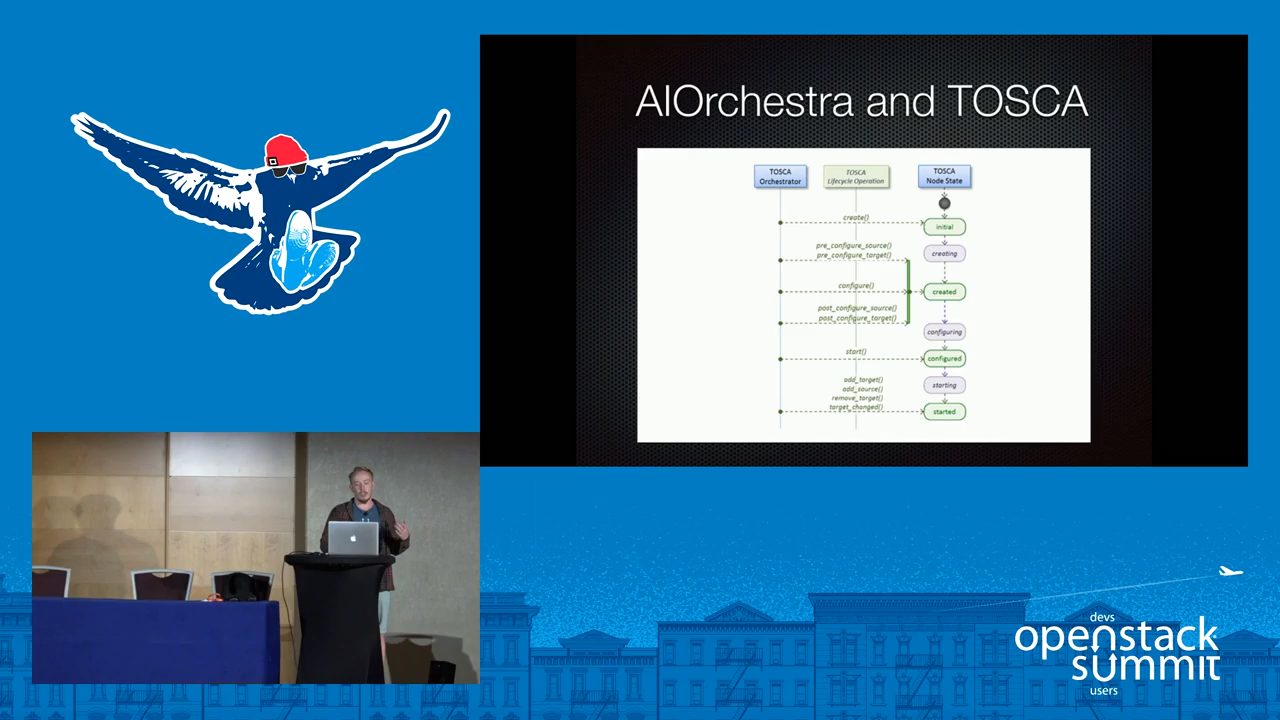 AIOrchestra and TOSCA
TOSCA
Orchestrator
TOSCA
Lifecycle Operation
TOSCA
Node State
create()
initial
pre_configure_source()
pre_configure_target()
creating
configure()
created
post_configure_source()
post_configure_target()
configuring
start()
configured
add_target()
add_source()
remove_target()
target_changed()
starting
started
devs
openstack
summit
users